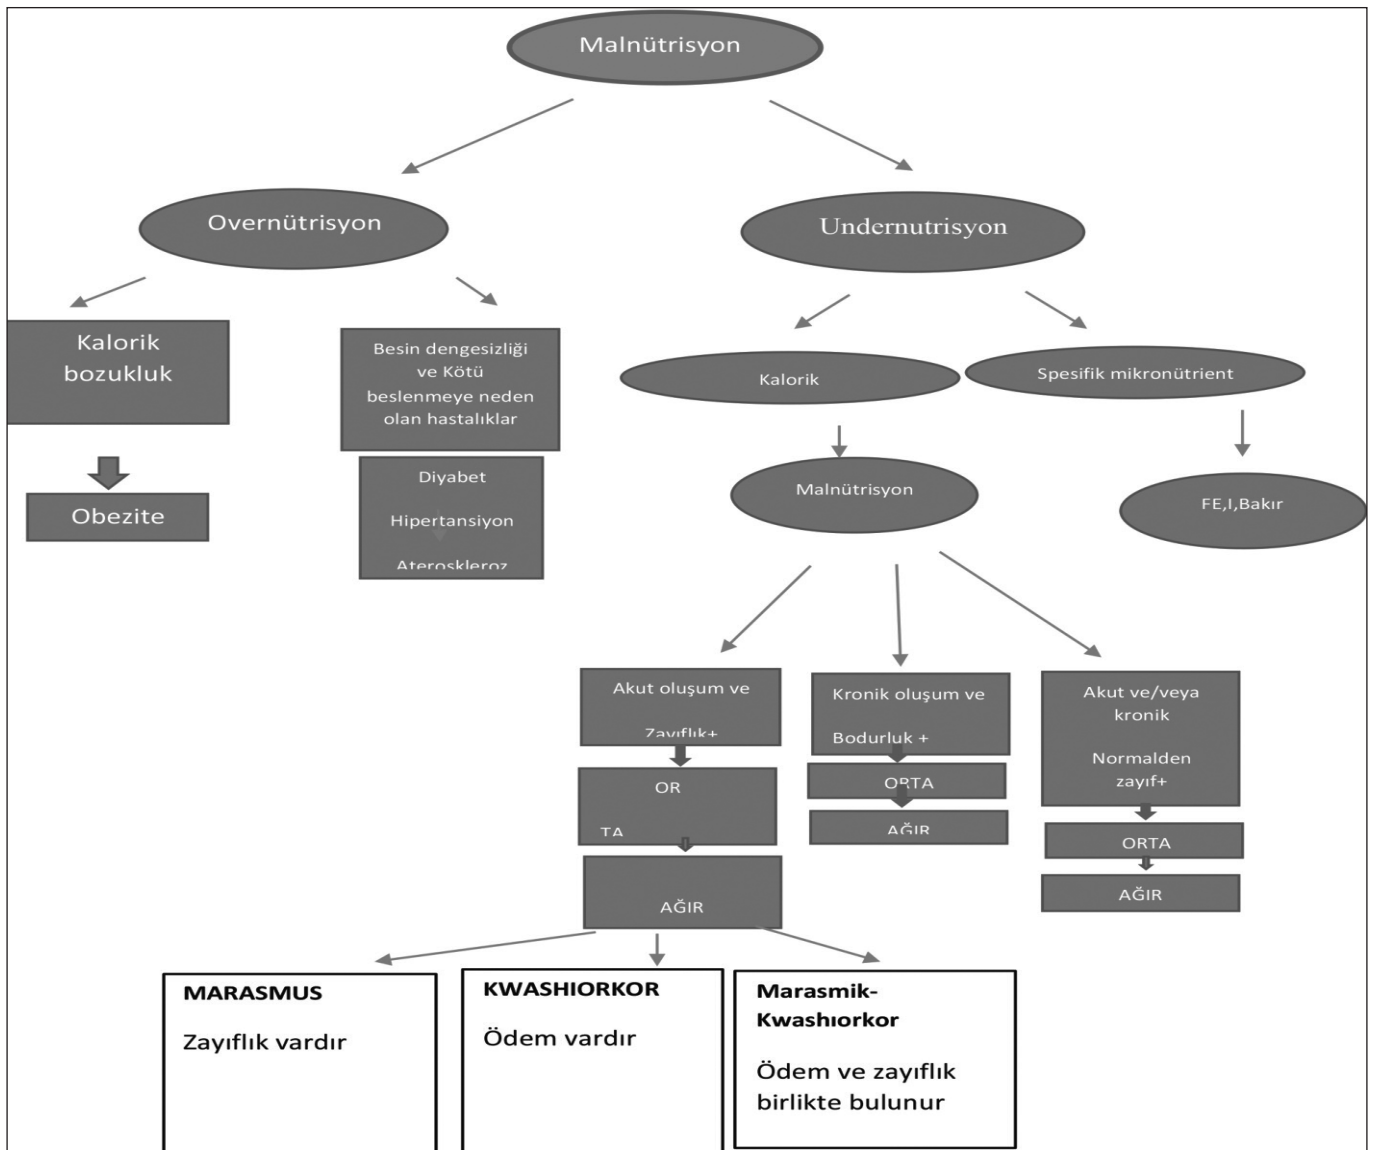 Malnütrisyon
Overnütrisyon
Undernutrisyon
Kalorik
bozukluk
Obezite
Besin dengesizliği
ve Kötü
beslenmeye neden
olan hastalıklar
Diyabet
Hipertansiyon
Ateroskleroz
Kalorik
Spesifik mikronütrient
Malnütrisyon
FE,I,Bakır
Akut oluşum ve
Zayıflık+
OR
TA
AĞIR
Kronik oluşum ve
Bodurluk +
ORTA
AĞIR
Akut ve/veya
kronik
Normalden
zayıf+
ORTA
AĞIR
MARASMUS
Zayıflık vardır
KWASHIORKOR
Ödem vardır
Marasmik-
Kwashıorkor
Ödem ve zayıflık
birlikte bulunur